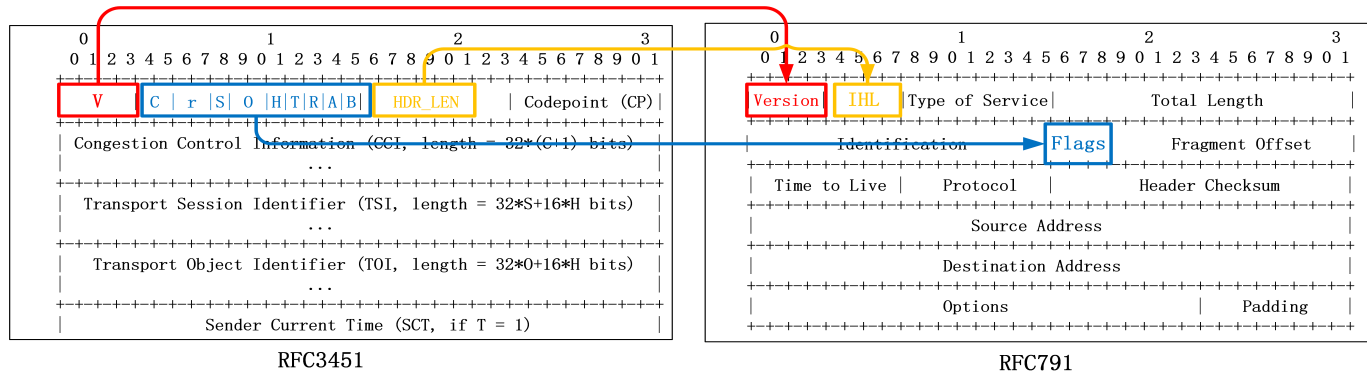 0 1 2 3
0 1 2 3 4 5 6 7 8 9 0 1 2 3 4 5 6 7 8 9 0 1 2 3 4 5 6 7 8 9 0 1
+-+-+-+-+-+-+-+-+-+-+-+-+-+-+-+-+-+-+-+-+-+-+-+-+-+-+-+-+-+-+-+-+
| V | C | r |S| O |H|T|R|A|B| HDR_LEN | Codepoint (CP) |
+-+-+-+-+-+-+-+-+-+-+-+-+-+-+-+-+-+-+-+-+-+-+-+-+-+-+-+-+-+-+-+-+
| Congestion Control Information (CCI, length = 32*(C+1) bits) |
| ... |
+-+-+-+-+-+-+-+-+-+-+-+-+-+-+-+-+-+-+-+-+-+-+-+-+-+-+-+-+-+-+-+-+
| Transport Session Identifier (TSI, length = 32*S+16*H bits) |
| ... |
+-+-+-+-+-+-+-+-+-+-+-+-+-+-+-+-+-+-+-+-+-+-+-+-+-+-+-+-+-+-+-+-+
| Transport Object Identifier (TOI, length = 32*O+16*H bits) |
| ... |
+-+-+-+-+-+-+-+-+-+-+-+-+-+-+-+-+-+-+-+-+-+-+-+-+-+-+-+-+-+-+-+-+
| Sender Current Time (SCT, if T = 1) |
RFC3451
0 1 2 3
0 1 2 3 4 5 6 7 8 9 0 1 2 3 4 5 6 7 8 9 0 1 2 3 4 5 6 7 8 9 0 1
+-+-+-+-+-+-+-+-+-+-+-+-+-+-+-+-+-+-+-+-+-+-+-+-+-+-+-+-+-+-+-+-+
|Version| IHL |Type of Service| Total Length |
+-+-+-+-+-+-+-+-+-+-+-+-+-+-+-+-+-+-+-+-+-+-+-+-+-+-+-+-+-+-+-+-+
| Identification |Flags| Fragment Offset |
+-+-+-+-+-+-+-+-+-+-+-+-+-+-+-+-+-+-+-+-+-+-+-+-+-+-+-+-+-+-+-+-+
| Time to Live | Protocol | Header Checksum |
+-+-+-+-+-+-+-+-+-+-+-+-+-+-+-+-+-+-+-+-+-+-+-+-+-+-+-+-+-+-+-+-+
| Source Address |
+-+-+-+-+-+-+-+-+-+-+-+-+-+-+-+-+-+-+-+-+-+-+-+-+-+-+-+-+-+-+-+-+
| Destination Address |
+-+-+-+-+-+-+-+-+-+-+-+-+-+-+-+-+-+-+-+-+-+-+-+-+-+-+-+-+-+-+-+-+
| Options | Padding |
+-+-+-+-+-+-+-+-+-+-+-+-+-+-+-+-+-+-+-+-+-+-+-+-+-+-+-+-+-+-+-+-+
RFC791